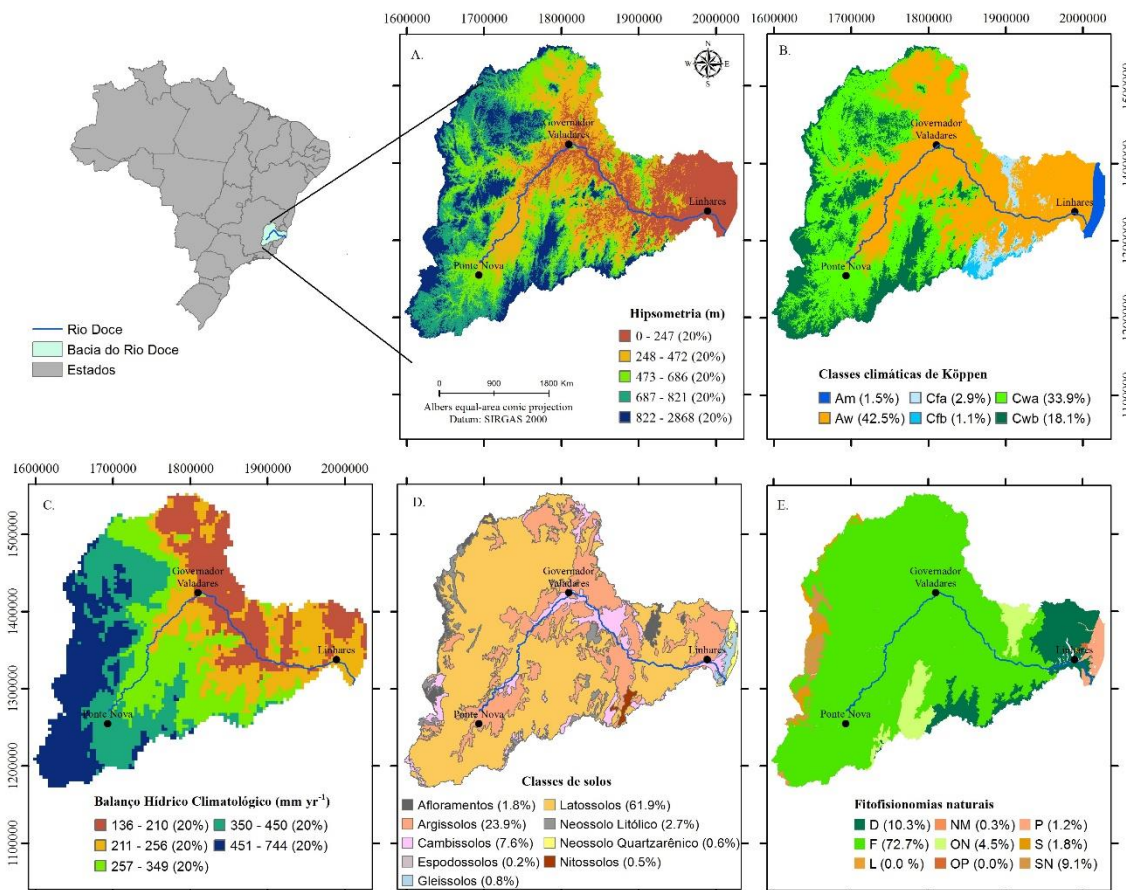 1600000 1700000 1800000 1900000 2000000
1600000 1700000 1800000 1900000 2000000
A.
N
W E
S
Governador
Valadares
Linhares
Ponte Nova
Hipsometria (m)
0 - 247 (20%)
248 - 472 (20%)
473 - 686 (20%)
687 - 821 (20%)
822 - 2868 (20%)
0 900 1800 Km
Albers equal-area conic projection
Datum: SIRGAS 2000
Rio Doce
Bacia do Rio Doce
Estados
B.
Governador
Valadares
Linhares
Ponte Nova
Classes climáticas de Köppen
Am (1.5%) Cfa (2.9%) Cwa (33.9%)
Aw (42.5%) Cfb (1.1%) Cwb (18.1%)
1600000 1700000 1800000 1900000 2000000
C.
1500000
1400000
1300000
1200000
1100000
Governador
Valadares
Linhares
Ponte Nova
Balanço Hídrico Climatológico (mm yr-1)
136 - 210 (20%) 350 - 450 (20%)
211 - 256 (20%) 451 - 744 (20%)
257 - 349 (20%)
D.
Governador
Valadares
Linhares
Ponte Nova
Classes de solos
Afloramentos (1.8%) Latossolos (61.9%)
Argissolos (23.9%) Neossolo Litólico (2.7%)
Cambissolos (7.6%) Neossolo Quartzarênico (0.6%)
Espodossolos (0.2%) Nitossolos (0.5%)
Gleissolos (0.8%)
E.
Governador
Valadares
Linhares
Ponte Nova
Fitofisionomias naturais
D (10.3%) NM (0.3%) P (1.2%)
F (72.7%) ON (4.5%) S (1.8%)
L (0.0 %) OP (0.0%) SN (9.1%)